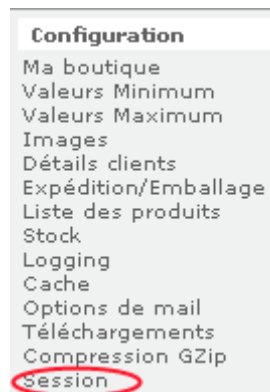 Configuration
Ma boutique
Valeurs Minimum
Valeurs Maximum
Images
Détails clients
Expédition/Emballage
Liste des produits
Stock
Logging
Cache
Options de mail
Téléchargements
Compression GZip
Session